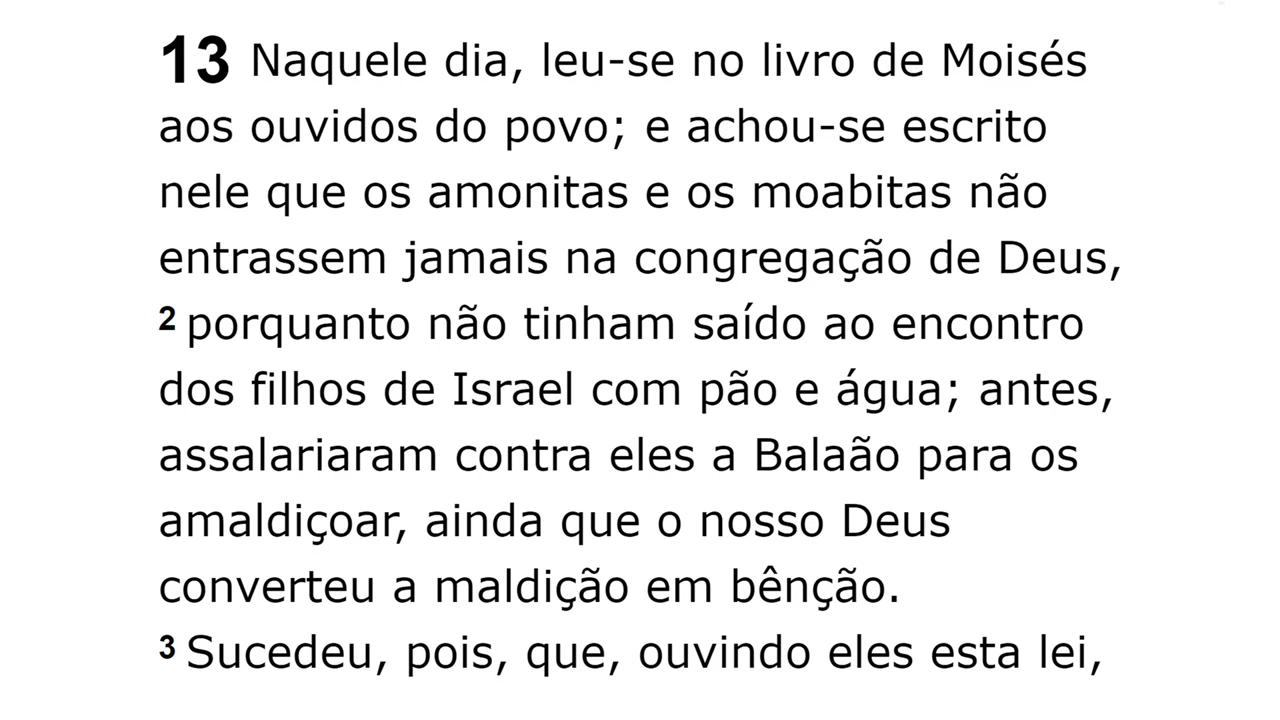 13 Naquele dia, leu-se no livro de Moisés
aos ouvidos do povo; e achou-se escrito
nele que os amonitas e os moabitas não
entrassem jamais na congregação de Deus,
2 porquanto não tinham saído ao encontro
dos filhos de Israel com pão e água; antes,
assalariaram contra eles a Balaão para os
amaldiçoar, ainda que o nosso Deus
converteu a maldição em bênção.
3 Sucedeu, pois, que, ouvindo eles esta lei,